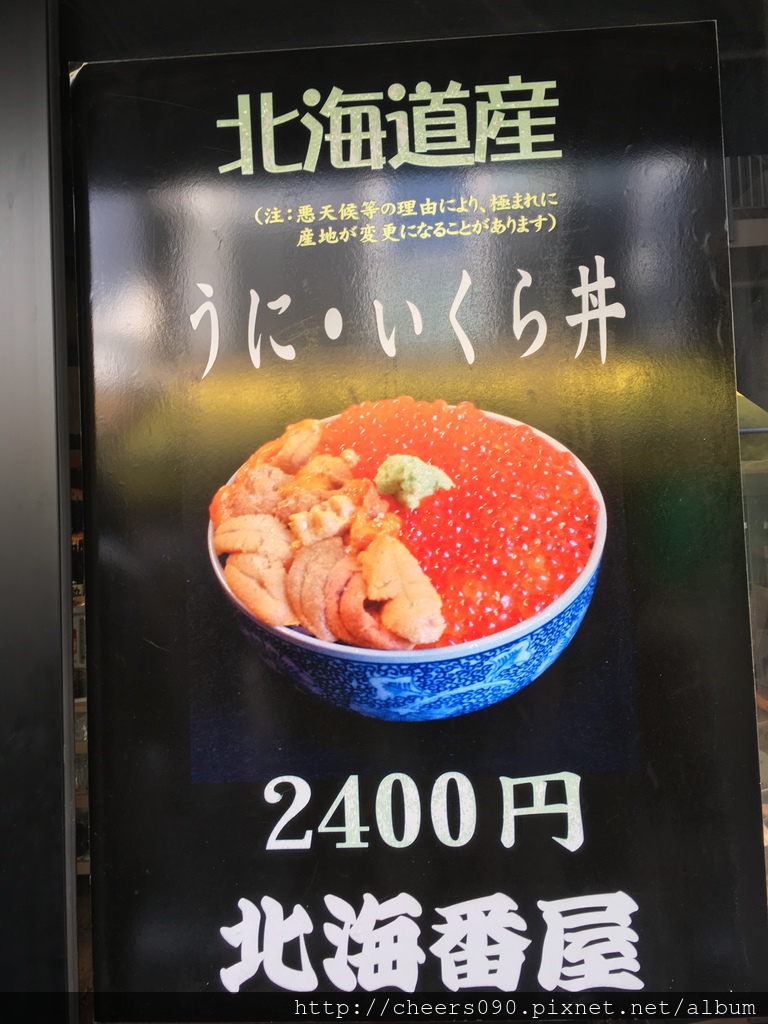 北海道産
(注:悪天候等の理由により、極まれに
産地が変更になることがあります)
うに・いくら丼
2400円
北海番屋
http://cheers090.pixnet.net/album